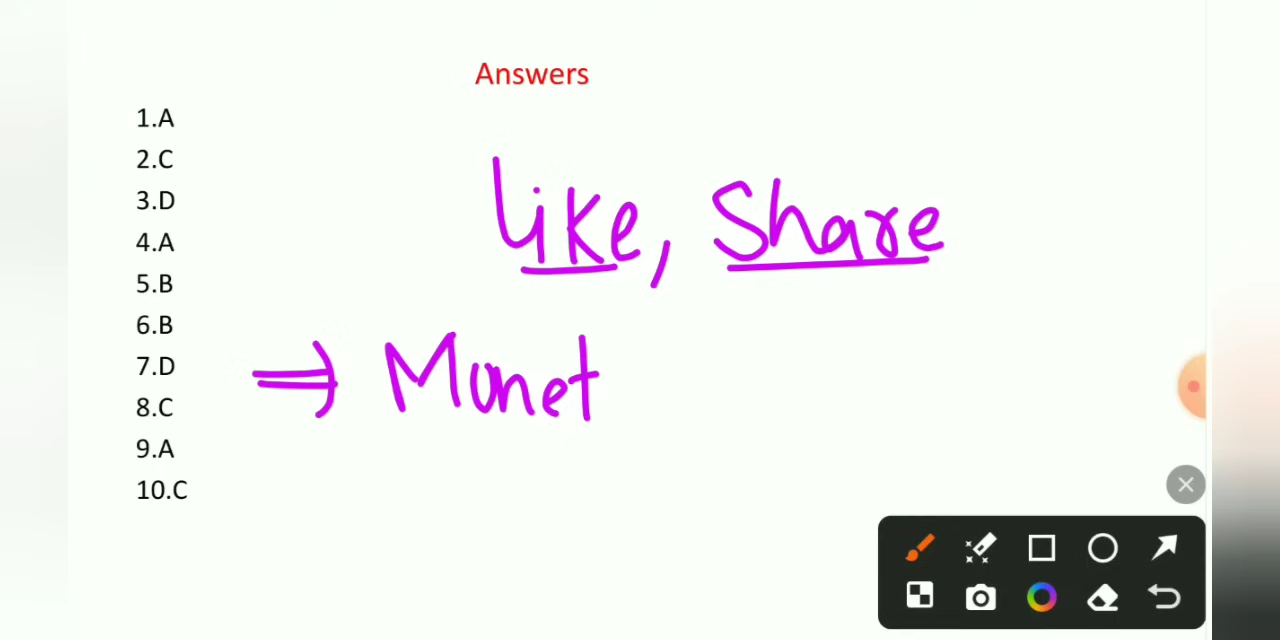 Answers
1.A
2.C
3.D
4.A
5.B
6.B
7.D
8.C
9.A
10.C
like, Share
⇒ Monet